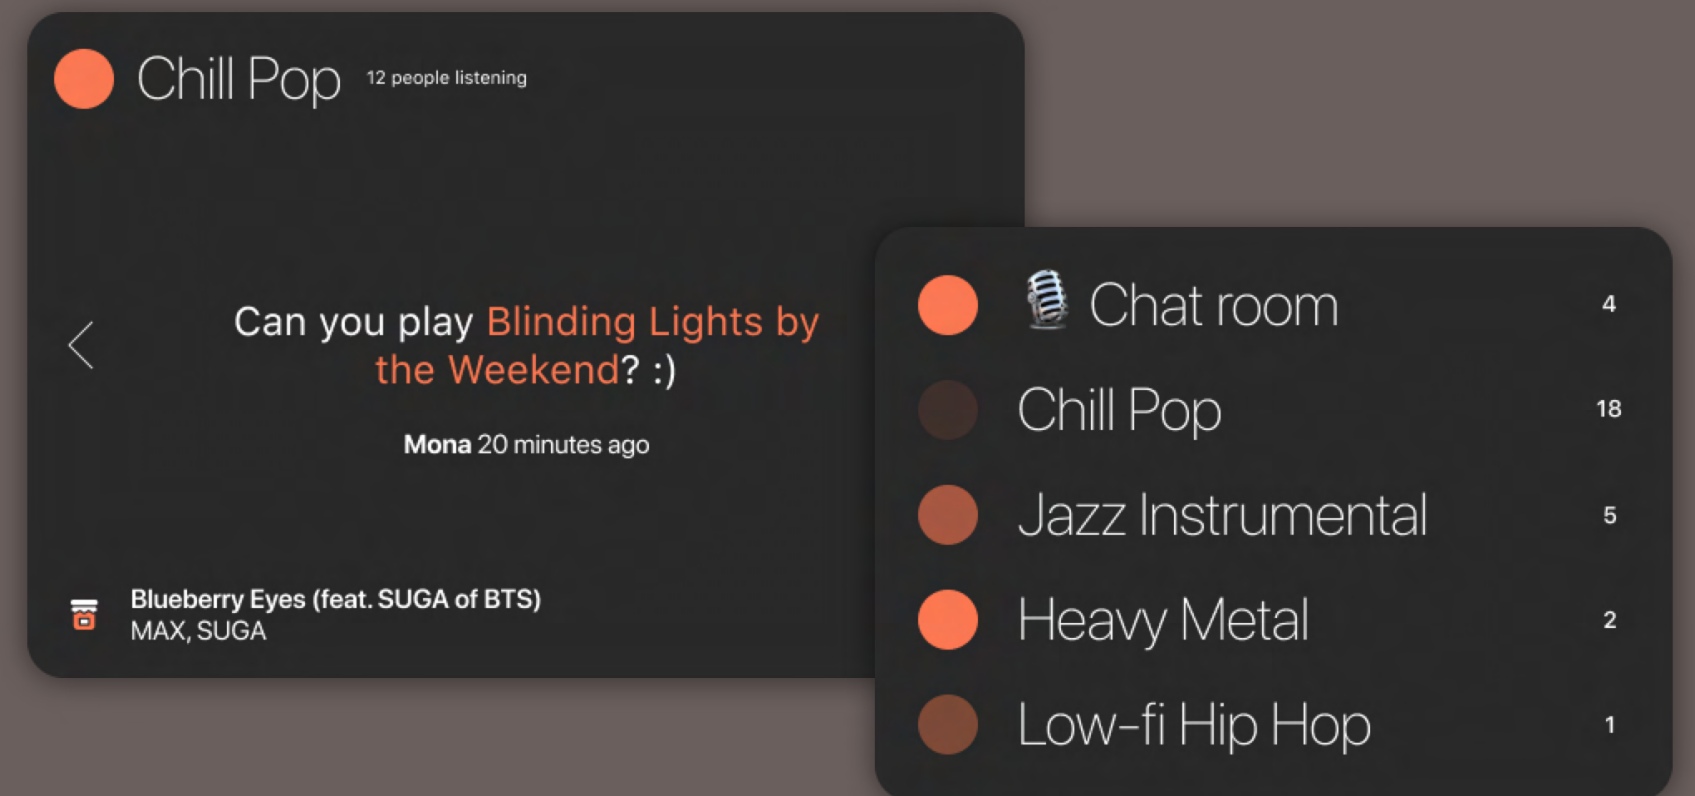 Chill Pop 12 people listening
Can you play Blinding Lights by
the Weekend? :)
Mona 20 minutes ago
Blueberry Eyes (feat. SUGA of BTS)
MAX, SUGA
Chat room 4
Chill Pop 18
Jazz Instrumental 5
Heavy Metal 2
Low-fi Hip Hop 1